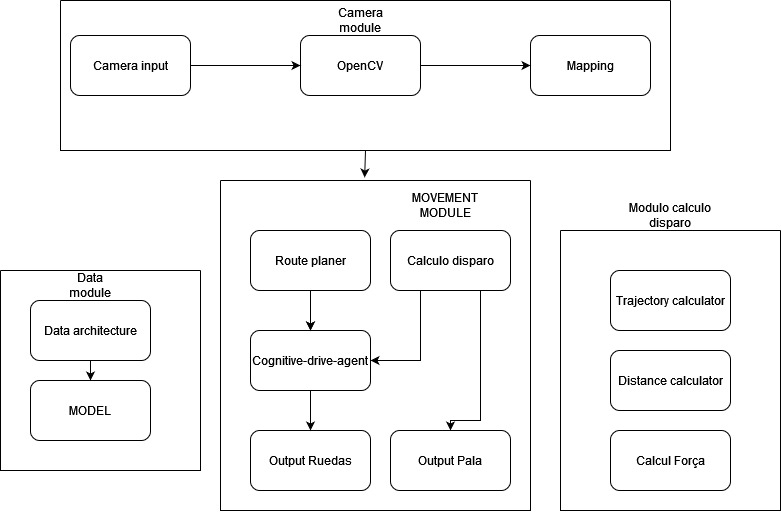 Camera
module
Camera input
OpenCV
Mapping
MOVEMENT
MODULE
Route planer
Calculo disparo
Cognitive-drive-agent
Output Ruedas
Output Pala
Data
module
Data architecture
MODEL
Modulo calculo
disparo
Trajectory calculator
Distance calculator
Calcul Força